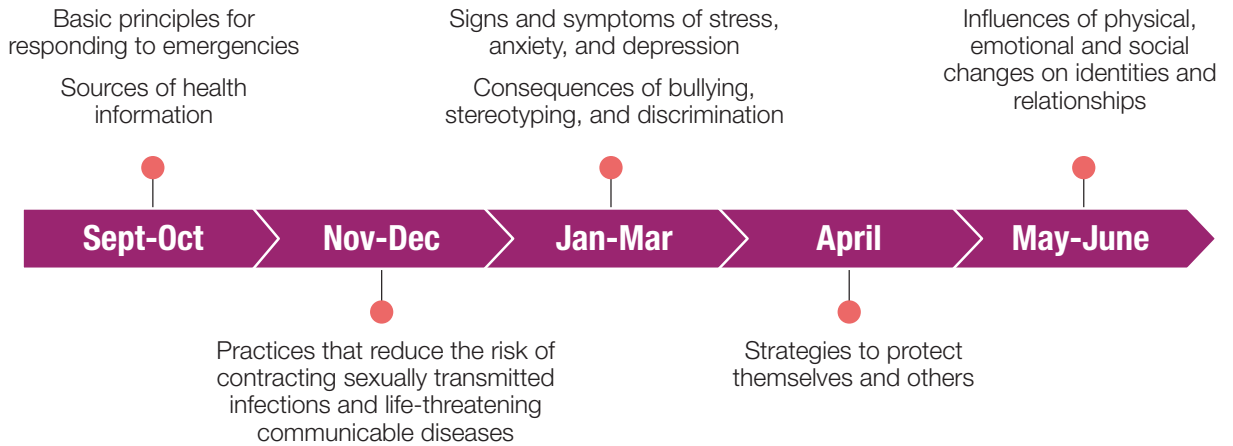 Basic principles for
responding to emergencies
Sources of health
information
Signs and symptoms of stress,
anxiety, and depression
Consequences of bullying,
stereotyping, and discrimination
Influences of physical,
emotional and social
changes on identities and
relationships
Sept-Oct
Nov-Dec
Jan-Mar
April
May-June
Practices that reduce the risk of
contracting sexually transmitted
infections and life-threatening
communicable diseases
Strategies to protect
themselves and others